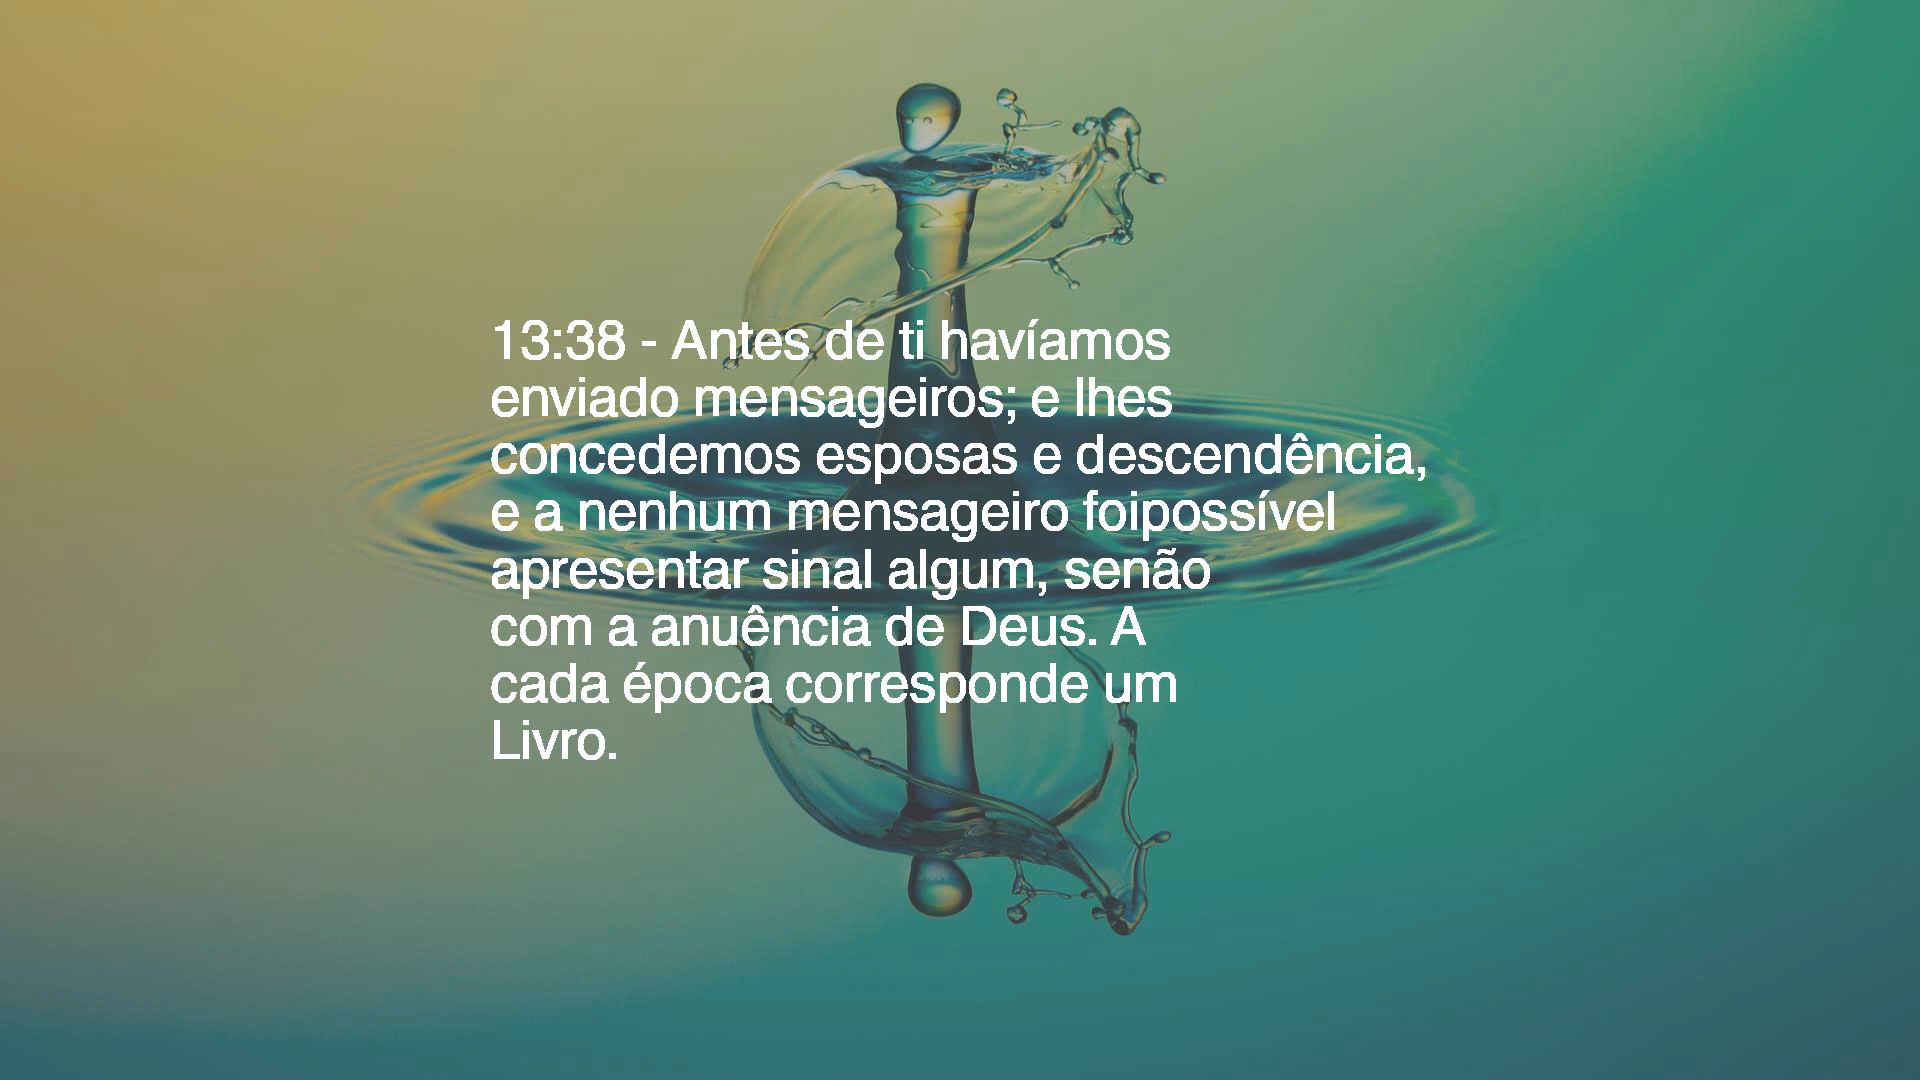 13:38 - Antes de ti havíamos
enviado mensageiros; e lhes
concedemos esposas e descendência,
e a nenhum mensageiro foipossível
apresentar sinal algum, senão
com a anuência de Deus. A
cada época corresponde um
Livro.